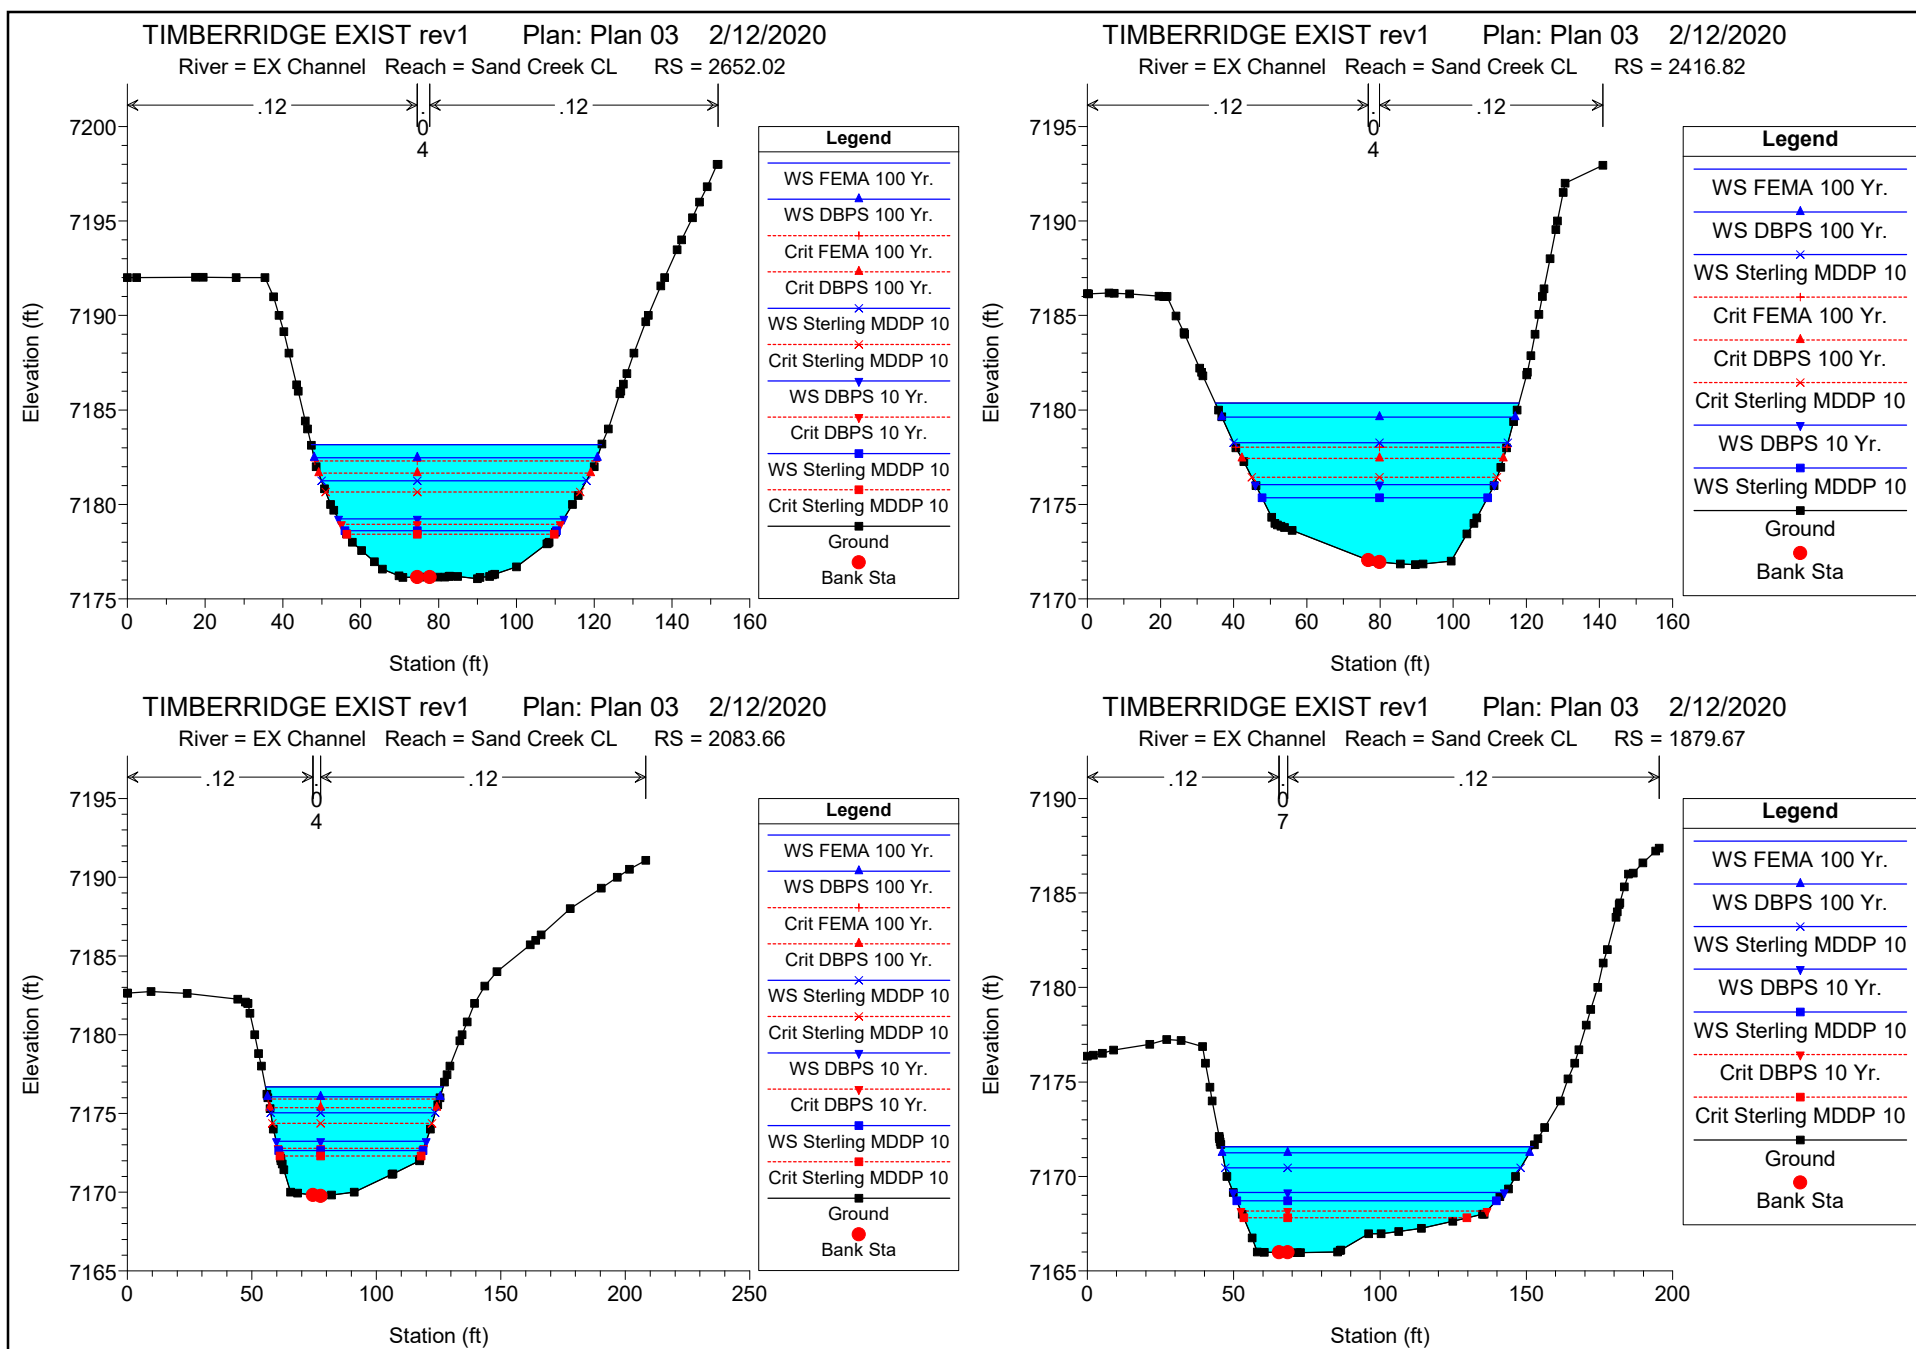 TIMBERRIDGE EXIST rev1 Plan: Plan 03 2/12/2020
River = EX Channel Reach = Sand Creek CL RS = 2652.02
.12
.04
.12
7200
7195
7190
7185
7180
7175
Elevation (ft)
0 20 40 60 80 100 120 140 160
Station (ft)
Legend
WS FEMA 100 Yr.
WS DBPS 100 Yr.
Crit FEMA 100 Yr.
Crit DBPS 100 Yr.
WS Sterling MDDP 10
Crit Sterling MDDP 10
WS DBPS 10 Yr.
Crit DBPS 10 Yr.
WS Sterling MDDP 10
Crit Sterling MDDP 10
Ground
Bank Sta
TIMBERRIDGE EXIST rev1 Plan: Plan 03 2/12/2020
River = EX Channel Reach = Sand Creek CL RS = 2416.82
.12
.04
.12
7195
7190
7185
7180
7175
7170
Elevation (ft)
0 20 40 60 80 100 120 140 160
Station (ft)
Legend
WS FEMA 100 Yr.
WS DBPS 100 Yr.
WS Sterling MDDP 10
Crit FEMA 100 Yr.
Crit DBPS 100 Yr.
Crit Sterling MDDP 10
WS DBPS 10 Yr.
WS Sterling MDDP 10
Ground
Bank Sta
TIMBERRIDGE EXIST rev1 Plan: Plan 03 2/12/2020
River = EX Channel Reach = Sand Creek CL RS = 2083.66
.12
.04
.12
7195
7190
7185
7180
7175
7170
7165
Elevation (ft)
0 50 100 150 200 250
Station (ft)
Legend
WS FEMA 100 Yr.
WS DBPS 100 Yr.
Crit FEMA 100 Yr.
Crit DBPS 100 Yr.
WS Sterling MDDP 10
Crit Sterling MDDP 10
WS DBPS 10 Yr.
Crit DBPS 10 Yr.
WS Sterling MDDP 10
Crit Sterling MDDP 10
Ground
Bank Sta
TIMBERRIDGE EXIST rev1 Plan: Plan 03 2/12/2020
River = EX Channel Reach = Sand Creek CL RS = 1879.67
.12
.07
.12
7190
7185
7180
7175
7170
7165
Elevation (ft)
0 50 100 150 200
Station (ft)
Legend
WS FEMA 100 Yr.
WS DBPS 100 Yr.
WS Sterling MDDP 10
WS DBPS 10 Yr.
WS Sterling MDDP 10
Crit DBPS 10 Yr.
Crit Sterling MDDP 10
Ground
Bank Sta